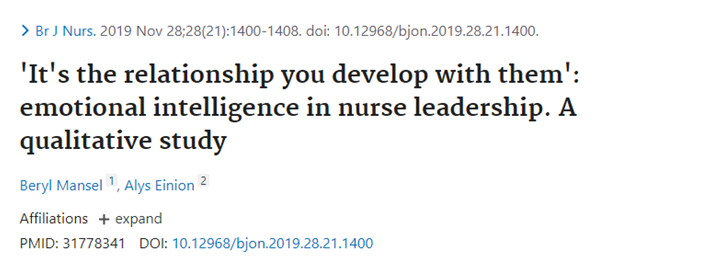 Br J Nurs. 2019 Nov 28;28(21):1400-1408. doi: 10.12968/bjon.2019.28.21.1400.
'It's the relationship you develop with them':
emotional intelligence in nurse leadership. A
qualitative study
Beryl Mansel 1, Alys Einion 2
Affiliations + expand
PMID: 31778341 DOI: 10.12968/bjon.2019.28.21.1400